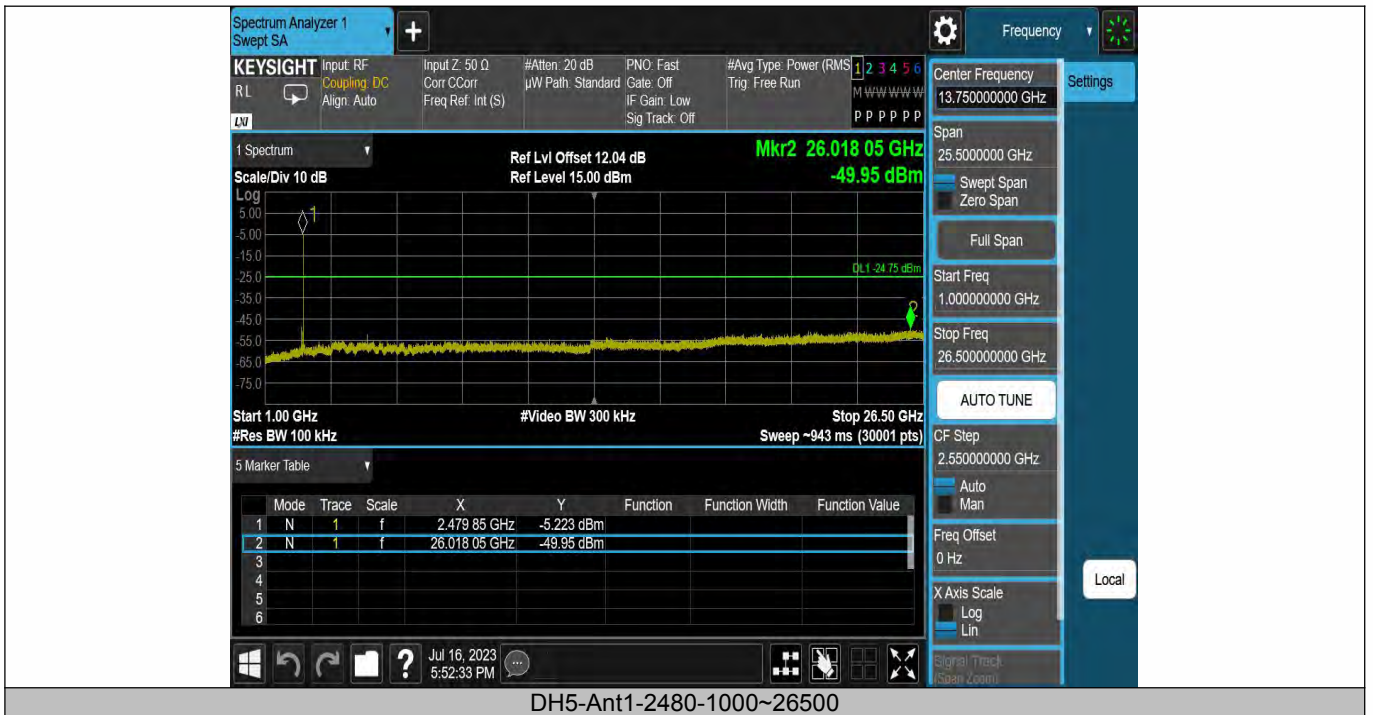 Spectrum Analyzer 1
Swept SA
+
Frequency
KEYSIGHT
RL
LXI
Input: RF
Coupling: DC
Align: Auto
Input Z: 50 Ω
Corr CCorr
Freq Ref: Int (S)
#Atten: 20 dB
µW Path: Standard
PNO: Fast
Gate: Off
IF Gain: Low
Sig Track: Off
#Avg Type: Power (RMS
Trig: Free Run
1 2 3 4 5 6
M W W W W W
P P P P P P
Center Frequency
13.750000000 GHz
Settings
Span
25.5000000 GHz
Swept Span
Zero Span
Full Span
Start Freq
1.000000000 GHz
Stop Freq
26.500000000 GHz
AUTO TUNE
CF Step
2.550000000 GHz
Auto
Man
Freq Offset
0 Hz
X Axis Scale
Log
Lin
Signal Track
(Span Zoom)
Local
1 Spectrum
Scale/Div 10 dB
Ref Lvl Offset 12.04 dB
Ref Level 15.00 dBm
Mkr2 26.018 05 GHz
-49.95 dBm
Log
5.00
-5.00
-15.0
-25.0
-35.0
-45.0
-55.0
-65.0
-75.0
1
2
DL1 -24.75 dBm
Start 1.00 GHz
#Res BW 100 kHz
#Video BW 300 kHz
Stop 26.50 GHz
Sweep ~943 ms (30001 pts)
5 Marker Table
Mode Trace Scale X Y Function Function Width Function Value
1 N 1 f 2.479 85 GHz -5.223 dBm
2 N 1 f 26.018 05 GHz -49.95 dBm
3
4
5
6
?
Jul 16, 2023
5:52:33 PM
DH5-Ant1-2480-1000~26500